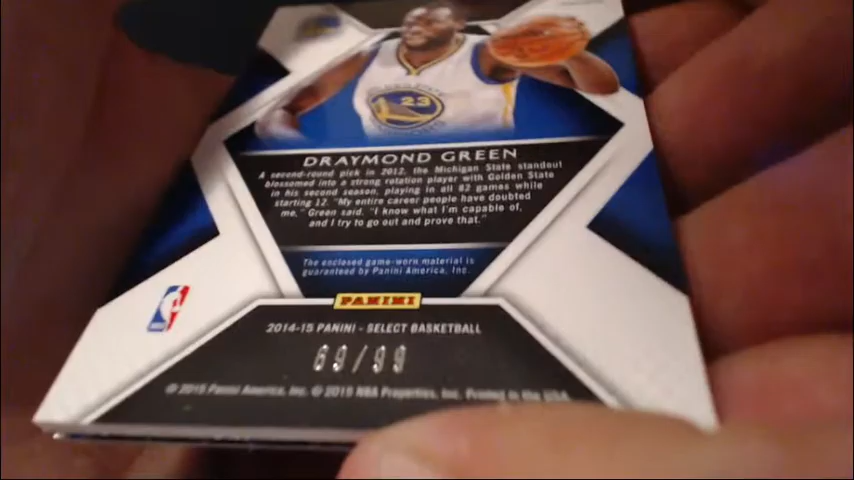 23
DRAYMOND GREEN
A second-round pick in 2012, the Michigan State standout
blossomed into a strong rotation player with Golden State
in his second season, playing in all 82 games while
starting 12. "My entire career people have doubted
me," Green said. "I know what I'm capable of,
and I try to go out and prove that."
The enclosed game-worn material is
guaranteed by Panini America, Inc.
PANINI
NBA
2014-15 PANINI - SELECT BASKETBALL
69/99
© 2015 Panini America, Inc. © 2015 NBA Properties, Inc. Printed in the USA